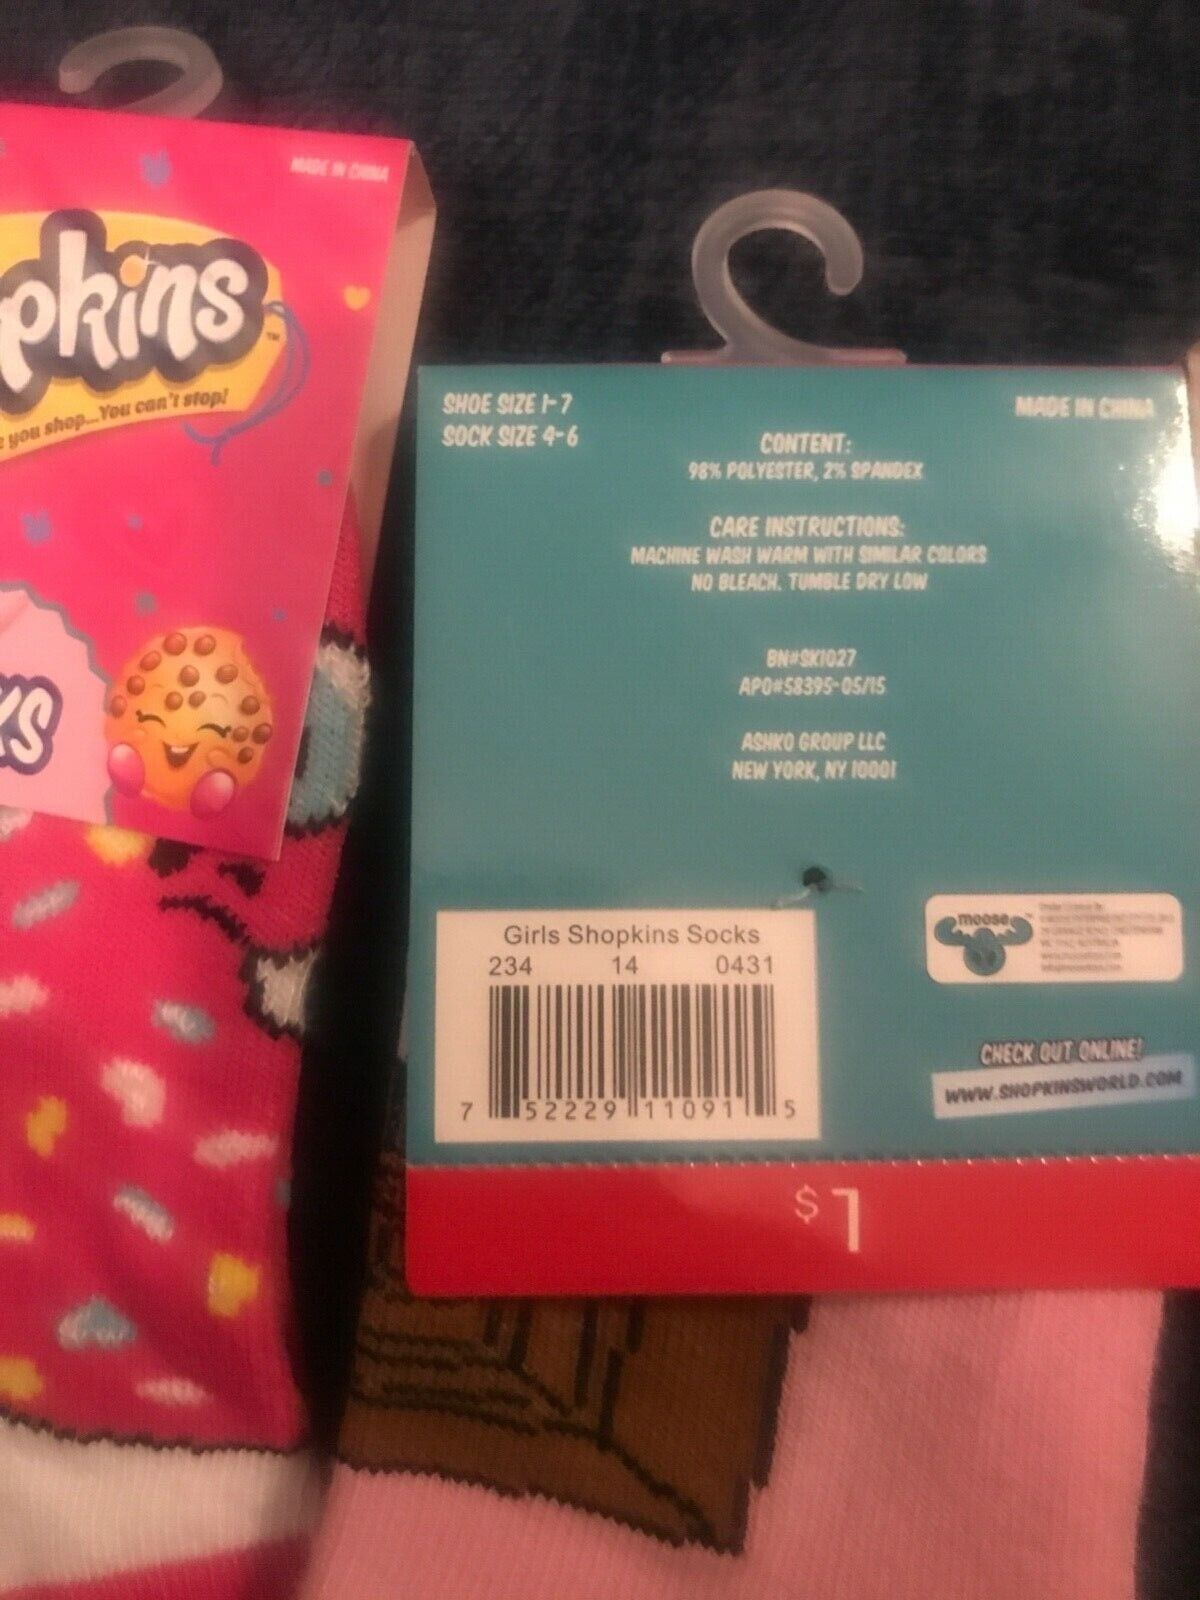 MADE IN CHINA
pkins
TM
you shop...You can't stop!
KS
SHOE SIZE 1-7
SOCK SIZE 4-6
MADE IN CHINA
CONTENT:
98% POLYESTER, 2% SPANDEX
CARE INSTRUCTIONS:
MACHINE WASH WARM WITH SIMILAR COLORS
NO BLEACH. TUMBLE DRY LOW
BN#SK1027
APO#58395-05/15
ASHKO GROUP LLC
NEW YORK, NY 10001
Girls Shopkins Socks
234 14 0431
7 52229 11091 5
moose
CHECK OUT ONLINE!
WWW.SHOPKINSWORLD.COM
$1